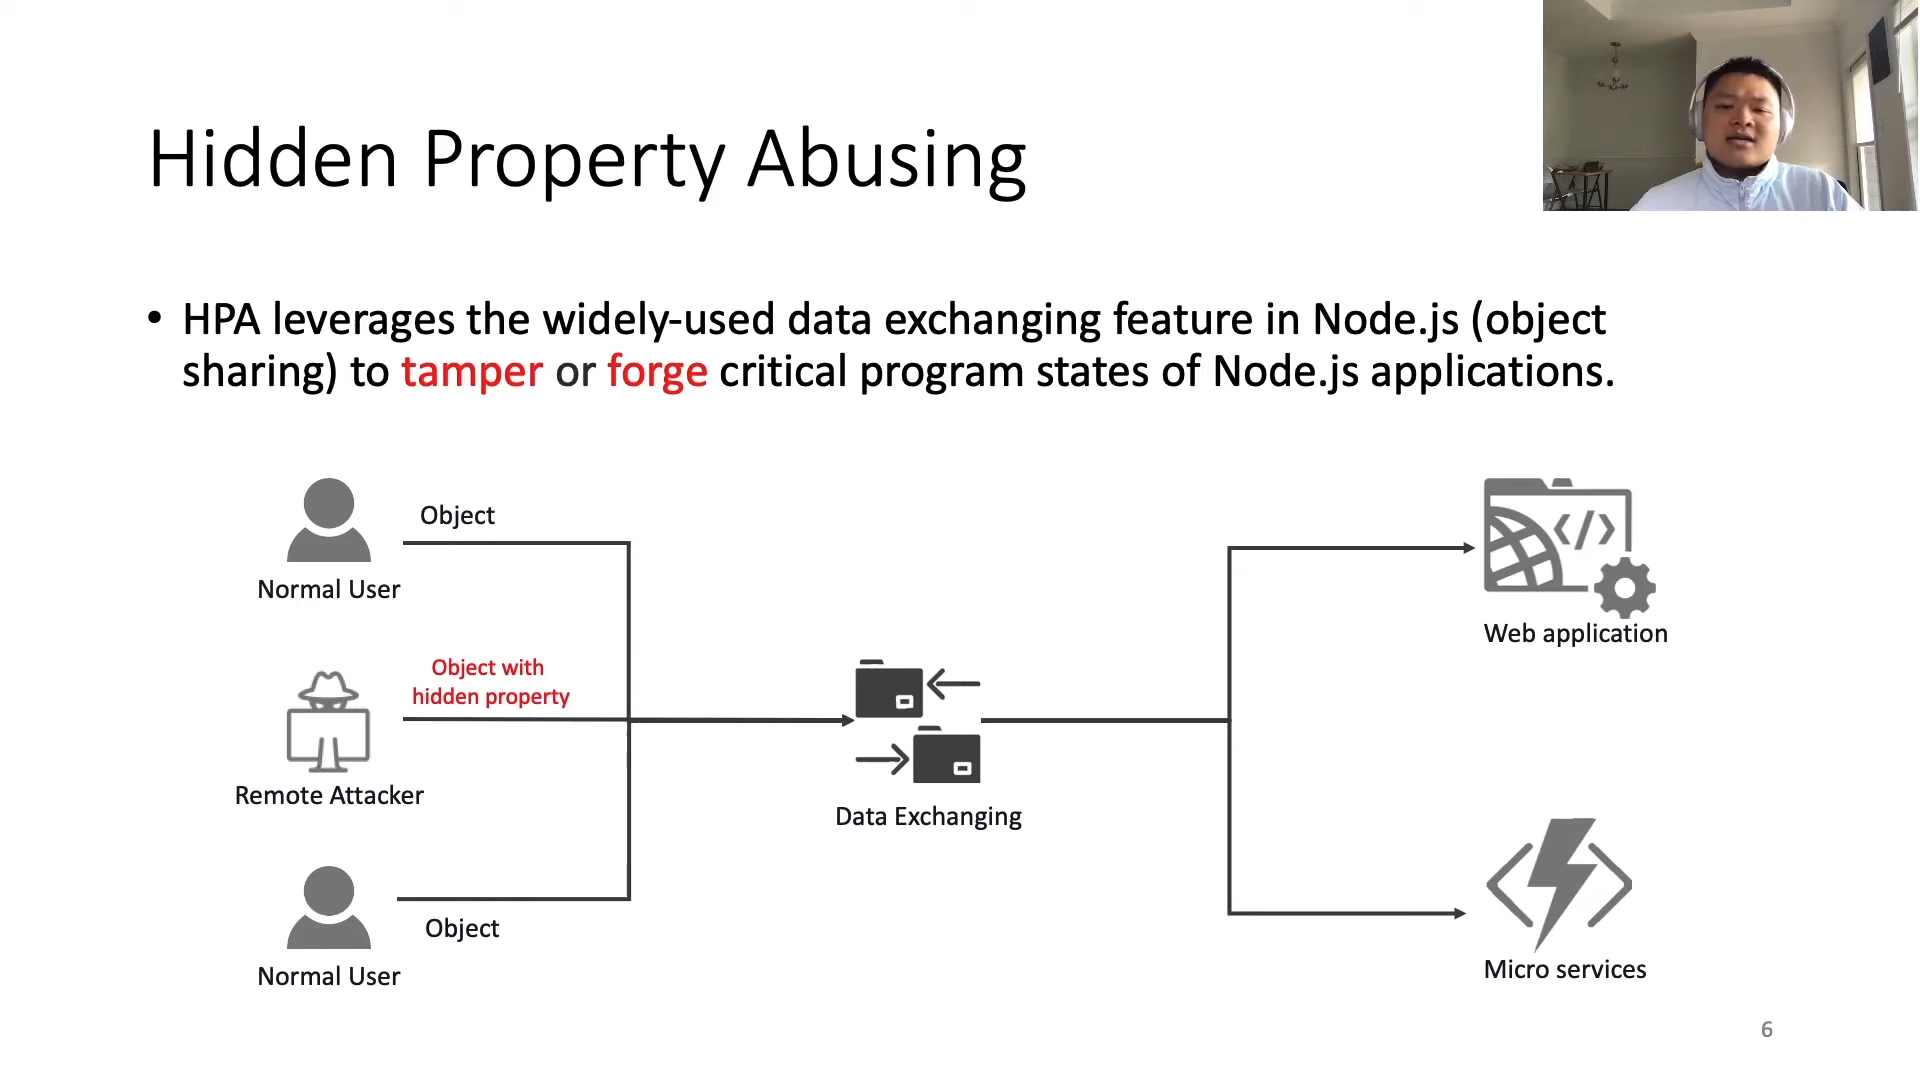 Hidden Property Abusing
• HPA leverages the widely-used data exchanging feature in Node.js (object
sharing) to tamper or forge critical program states of Node.js applications.
Object
Normal User
Object with
hidden property
Remote Attacker
Object
Normal User
Data Exchanging
</>
Web application
Micro services
6